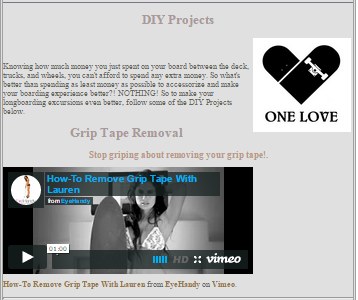 DIY Projects
Knowing how much money you just spent on your board between the deck,
trucks, and wheels, you can't afford to spend any extra money. So what's
better than spending as least money as possible to accessorize and make
your boarding experience better?! NOTHING! So to make your
longboarding excursions even better, follow some of the DIY Projects
below.
ONE LOVE
Grip Tape Removal
Stop griping about removing your grip tape!.
How-To Remove Grip Tape With
Lauren
from EyeHandy
01:00
HD
vimeo
How-To Remove Grip Tape With Lauren from EyeHandy on Vimeo.